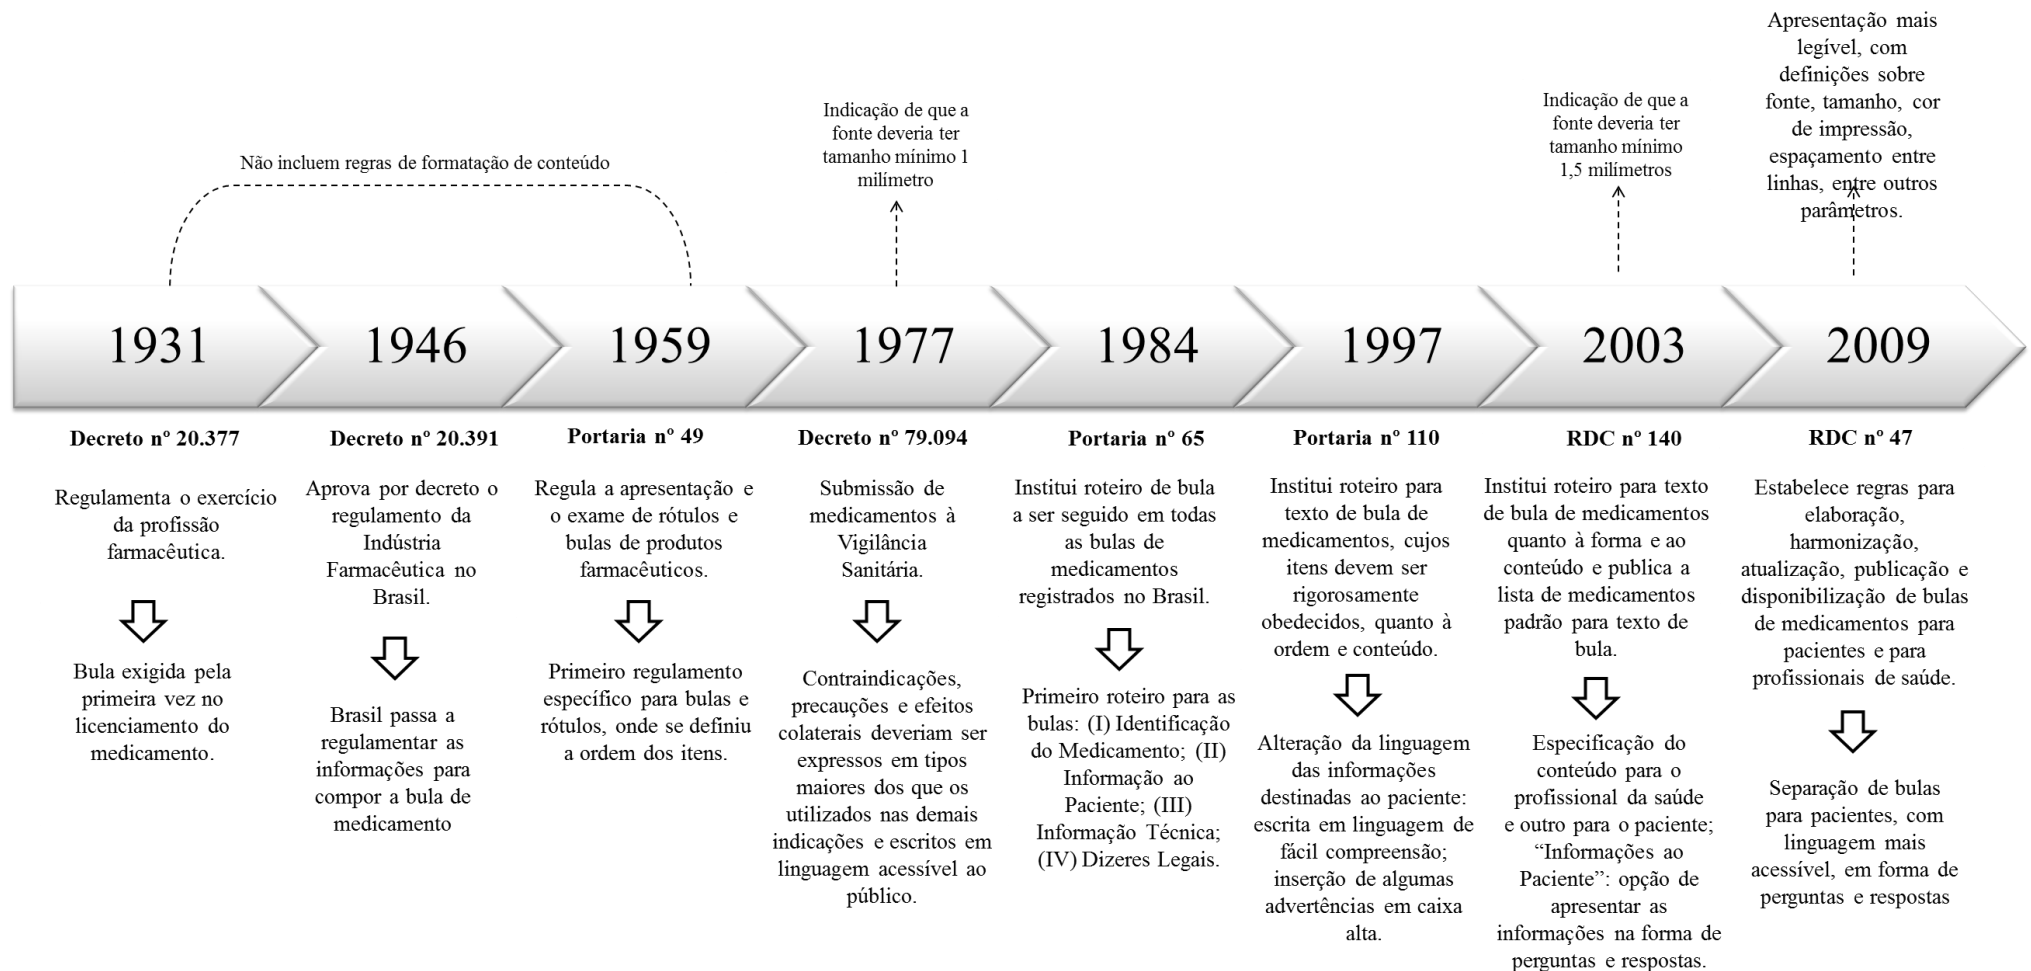 Não incluem regras de formatação de conteúdo
Indicação de que a
fonte deveria ter
tamanho mínimo 1
milímetro
Indicação de que a
fonte deveria ter
tamanho mínimo
1,5 milímetros
Apresentação mais
legível, com
definições sobre
fonte, tamanho, cor
de impressão,
espaçamento entre
linhas, entre outros
parâmetros.
1931
1946
1959
1977
1984
1997
2003
2009
Decreto nº 20.377
Regulamenta o exercício
da profissão
farmacêutica.
Bula exigida pela
primeira vez no
licenciamento do
medicamento.
Decreto nº 20.391
Aprova por decreto o
regulamento da
Indústria
Farmacêutica no
Brasil.
Brasil passa a
regulamentar as
informações para
compor a bula de
medicamento
Portaria nº 49
Regula a apresentação e
o exame de rótulos e
bulas de produtos
farmacêuticos.
Primeiro regulamento
específico para bulas e
rótulos, onde se definiu
a ordem dos itens.
Decreto nº 79.094
Submissão de
medicamentos à
Vigilância
Sanitária.
Contraindicações,
precauções e efeitos
colaterais deveriam ser
expressos em tipos
maiores dos que os
utilizados nas demais
indicações e escritos em
linguagem acessível ao
público.
Portaria nº 65
Institui roteiro de bula
a ser seguido em todas
as bulas de
medicamentos
registrados no Brasil.
Primeiro roteiro para as
bulas: (I) Identificação
do Medicamento; (II)
Informação ao
Paciente; (III)
Informação Técnica;
(IV) Dizeres Legais.
Portaria nº 110
Institui roteiro para
texto de bula de
medicamentos, cujos
itens devem ser
rigorosamente
obedecidos, quanto à
ordem e conteúdo.
Alteração da linguagem
das informações
destinadas ao paciente:
escrita em linguagem de
fácil compreensão;
inserção de algumas
advertências em caixa
alta.
RDC nº 140
Institui roteiro para texto
de bula de medicamentos
quanto à forma e ao
conteúdo e publica a
lista de medicamentos
padrão para texto de
bula.
Especificação do
conteúdo para o
profissional da saúde
e outro para o paciente;
“Informações ao
Paciente”: opção de
apresentar as
informações na forma de
perguntas e respostas.
RDC nº 47
Estabelece regras para
elaboração,
harmonização,
atualização, publicação e
disponibilização de bulas
de medicamentos para
pacientes e para
profissionais de saúde.
Separação de bulas
para pacientes, com
linguagem mais
acessível, em forma de
perguntas e respostas